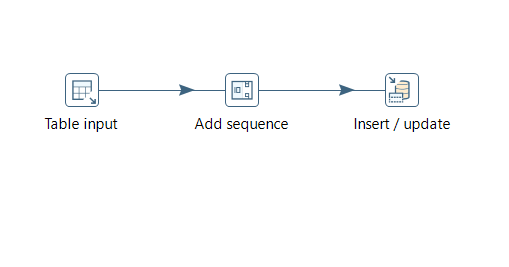 Table input
Add sequence
Insert / update